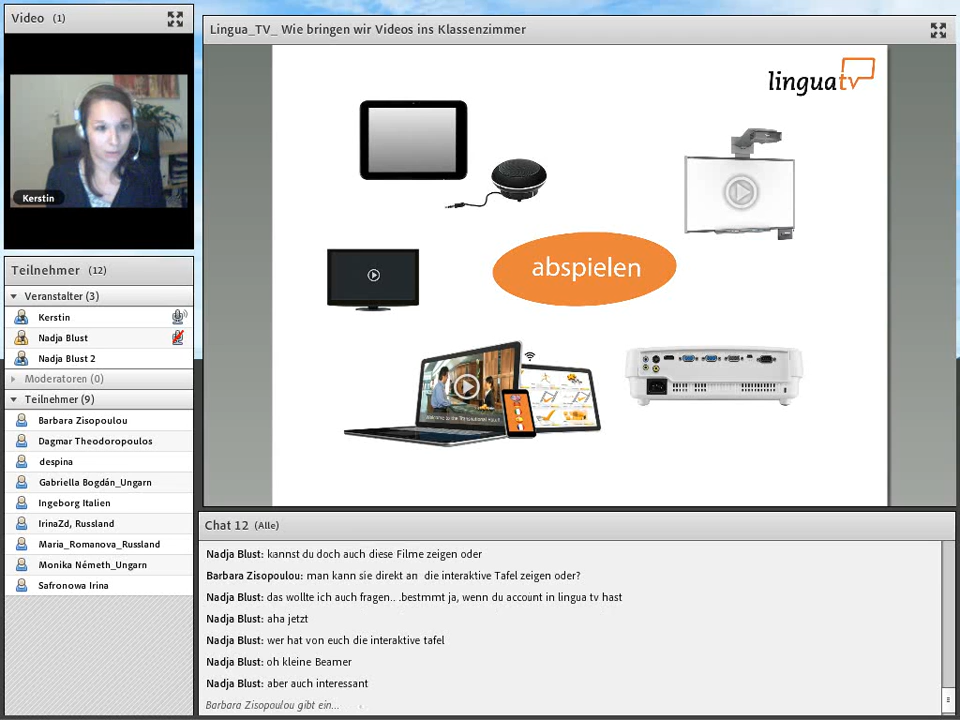 Video (1)
Kerstin
Teilnehmer (12)
Veranstalter (3)
Kerstin
Nadja Blust
Nadja Blust 2
Moderatoren (0)
Teilnehmer (9)
Barbara Zisopoulou
Dagmar Theodoropoulos
despina
Gabriella Bogdán_Ungarn
Ingeborg Italien
IrinaZd, Russland
Maria_Romanova_Russland
Monika Németh_Ungarn
Safronowa Irina
Lingua_TV_ Wie bringen wir Videos ins Klassenzimmer
linguatv
abspielen
Chat 12 (Alle)
Nadja Blust: kannst du doch auch diese Filme zeigen oder
Barbara Zisopoulou: man kann sie direkt an die interaktive Tafel zeigen oder?
Nadja Blust: das wollte ich auch fragen.. .bestmmt ja, wenn du account in lingua tv hast
Nadja Blust: aha jetzt
Nadja Blust: wer hat von euch die interaktive tafel
Nadja Blust: oh kleine Beamer
Nadja Blust: aber auch interessant
Barbara Zisopoulou gibt ein...